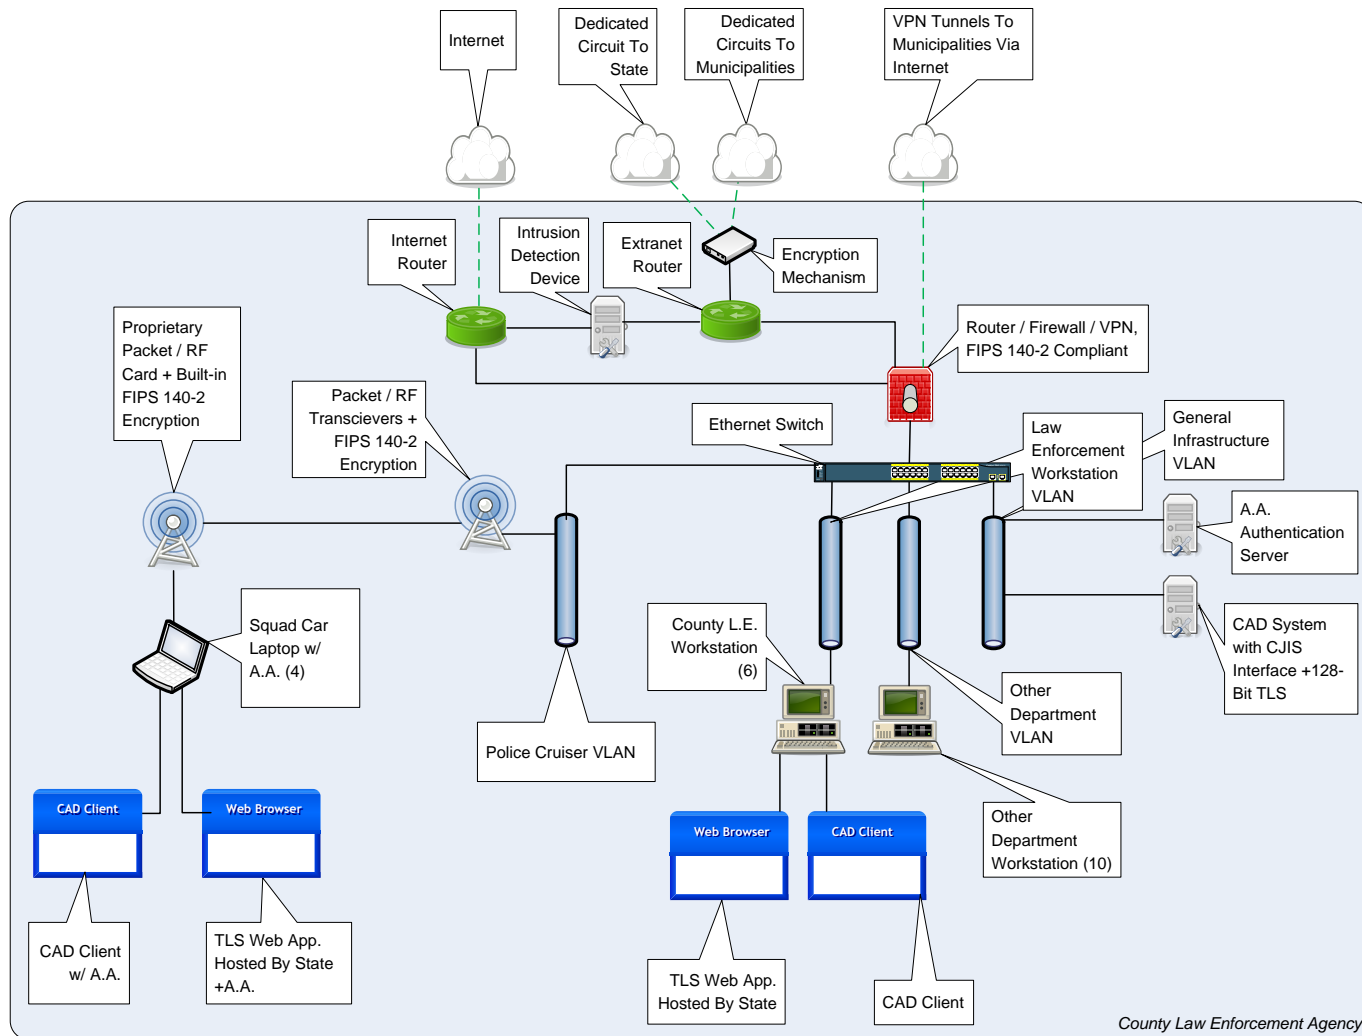 Internet
Dedicated
Circuit To
State
Dedicated
Circuits To
Municipalities
VPN Tunnels To
Municipalities Via
Internet
Internet
Router
Intrusion
Detection
Device
Extranet
Router
Encryption
Mechanism
Proprietary
Packet / RF
Card + Built-in
FIPS 140-2
Encryption
Packet / RF
Transcievers +
FIPS 140-2
Encryption
Router / Firewall / VPN,
FIPS 140-2 Compliant
Ethernet Switch
Law
Enforcement
Workstation
VLAN
General
Infrastructure
VLAN
A.A.
Authentication
Server
Squad Car
Laptop w/
A.A. (4)
County L.E.
Workstation
(6)
CAD System
with CJIS
Interface +128-
Bit TLS
Police Cruiser VLAN
Other
Department
VLAN
Other
Department
Workstation (10)
CAD Client
Web Browser
Web Browser
CAD Client
CAD Client
w/ A.A.
TLS Web App.
Hosted By State
+A.A.
TLS Web App.
Hosted By State
CAD Client
County Law Enforcement Agency